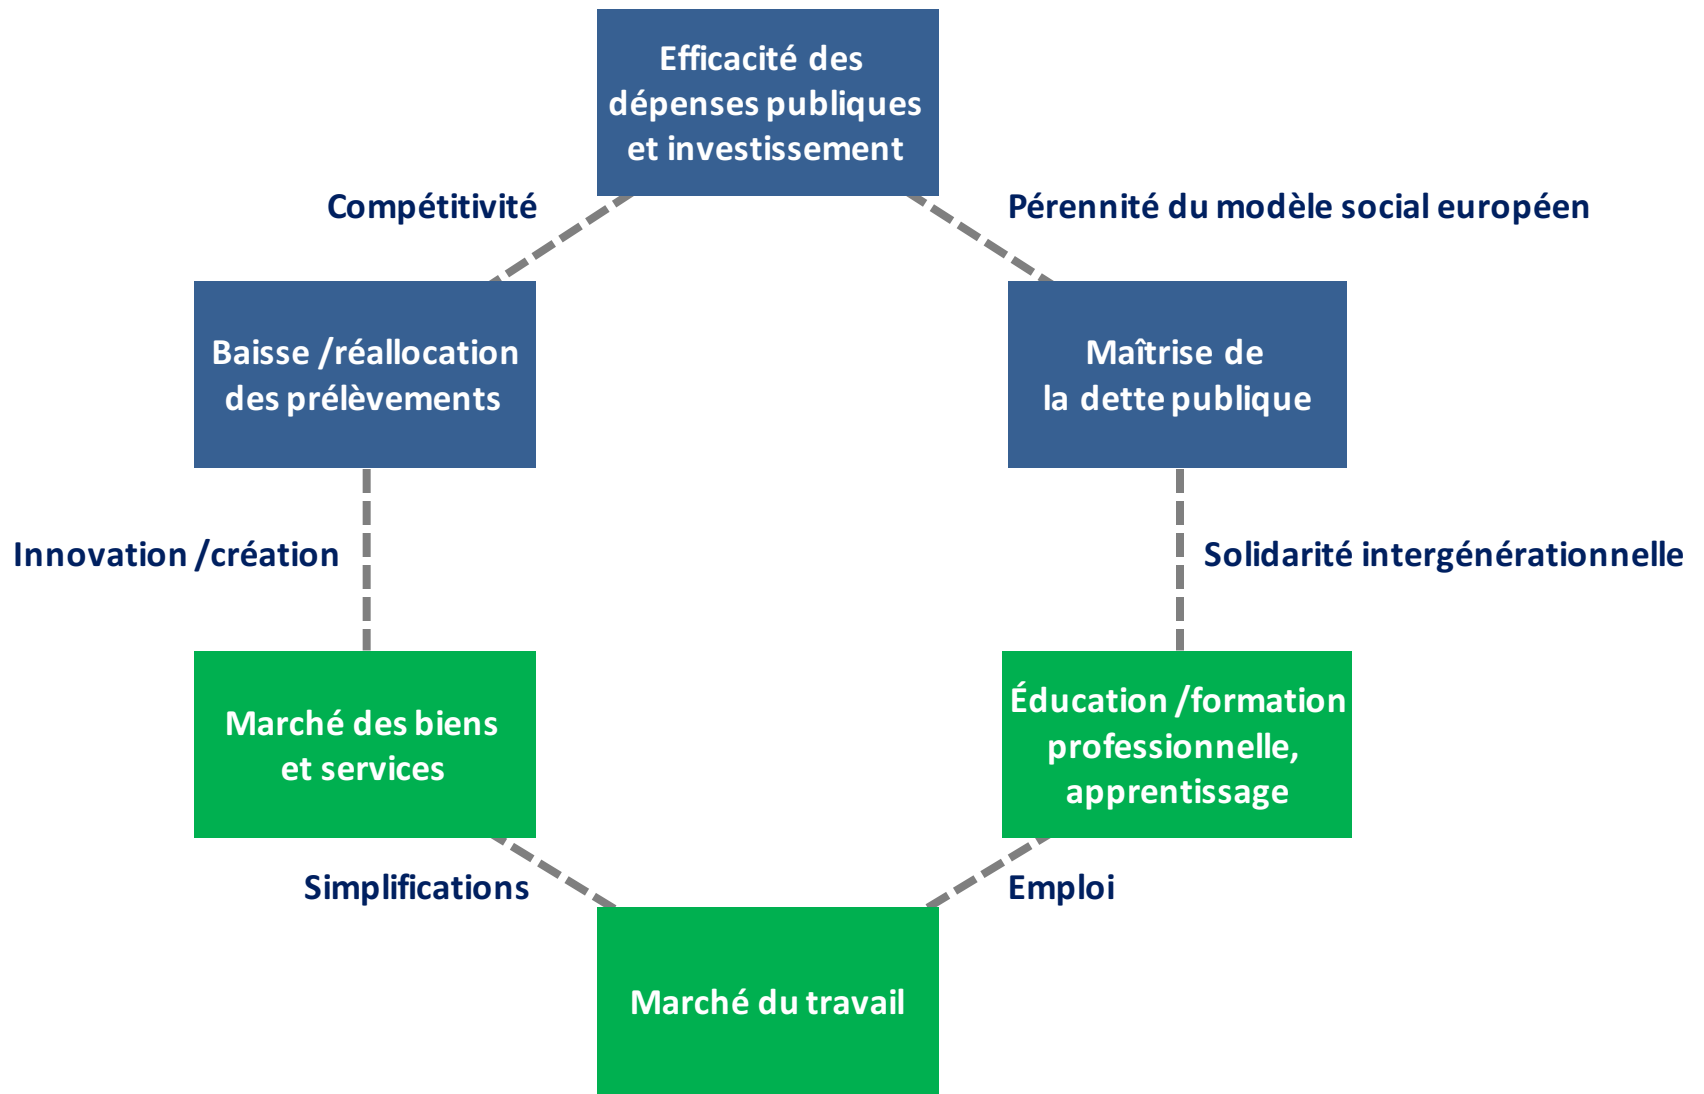 Efficacité des
dépenses publiques
et investissement
Compétitivité
Pérennité du modèle social européen
Baisse /réallocation
des prélèvements
Maîtrise de
la dette publique
Innovation /création
Solidarité intergénérationnelle
Marché des biens
et services
Éducation /formation
professionnelle,
apprentissage
Simplifications
Emploi
Marché du travail